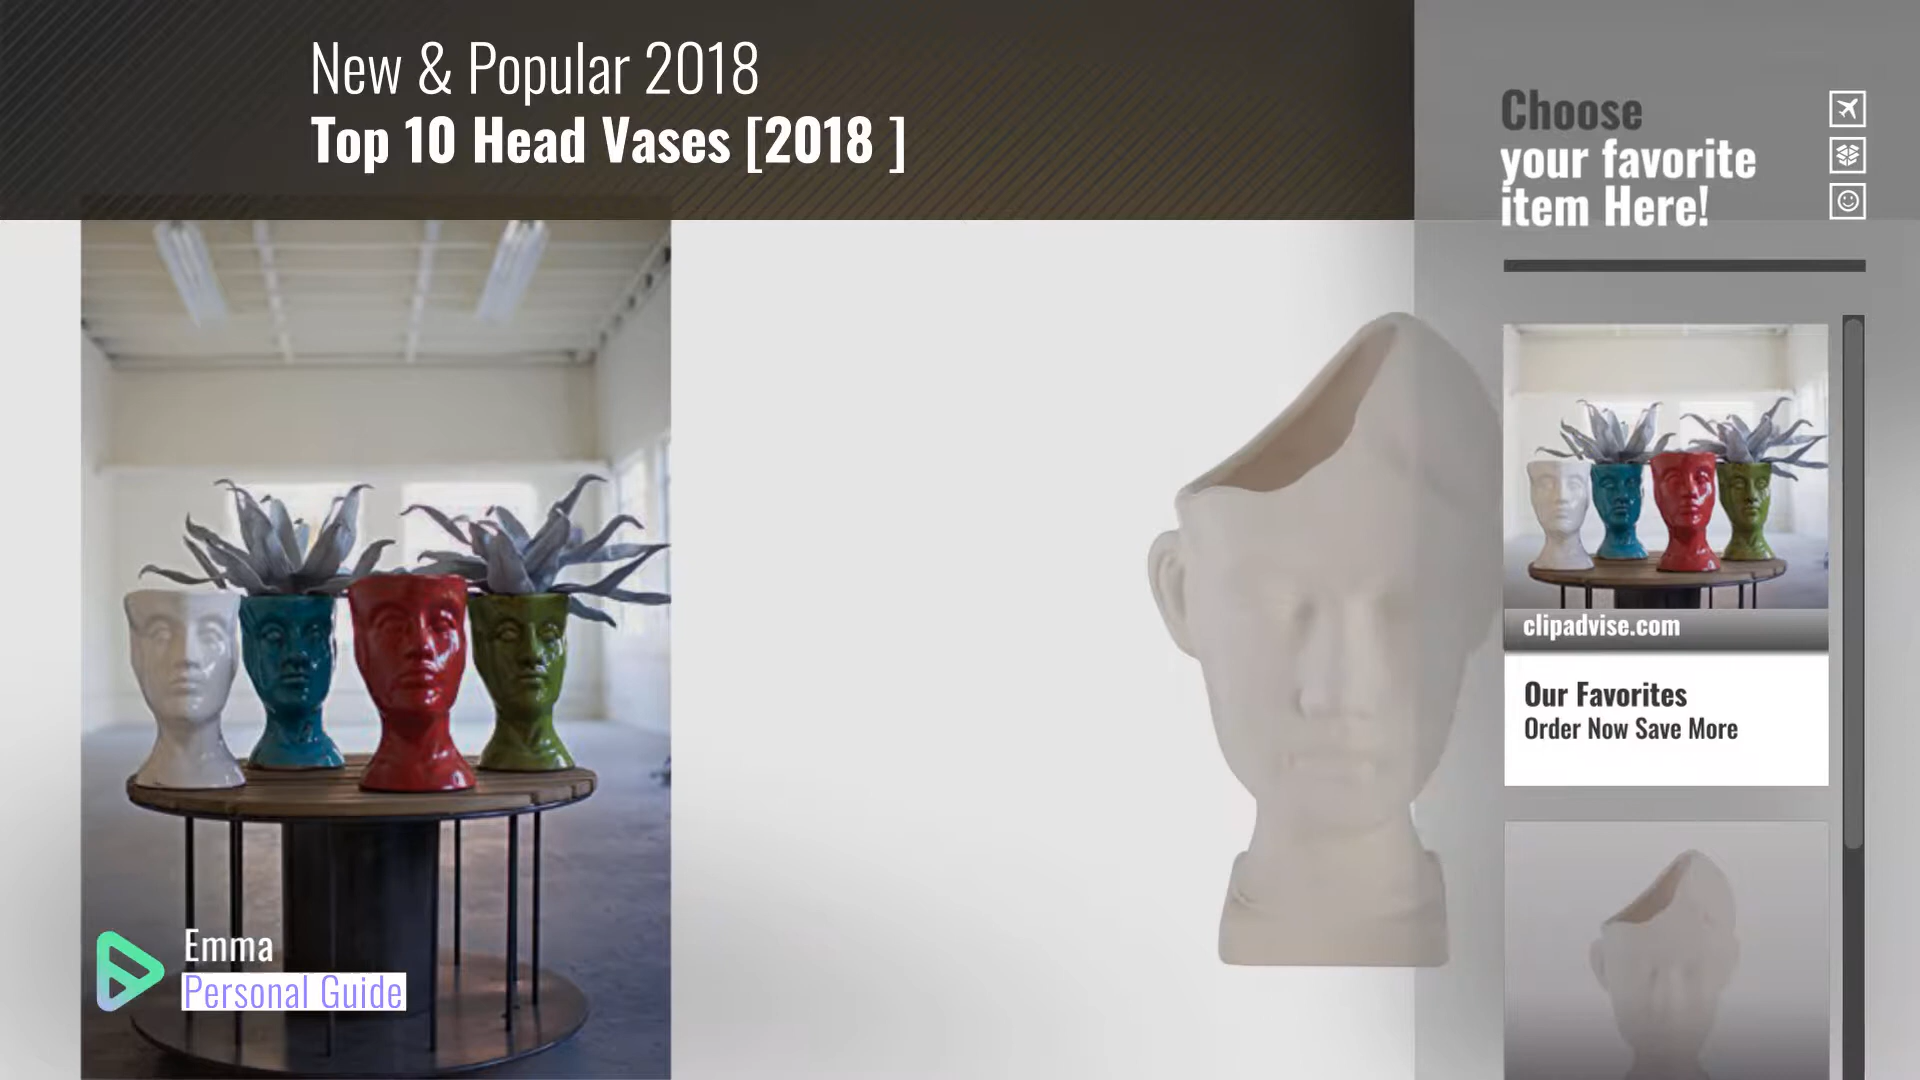 New & Popular 2018
Top 10 Head Vases [2018 ]
Choose
your favorite
item Here!
clipadvise.com
Our Favorites
Order Now Save More
Emma
Personal Guide